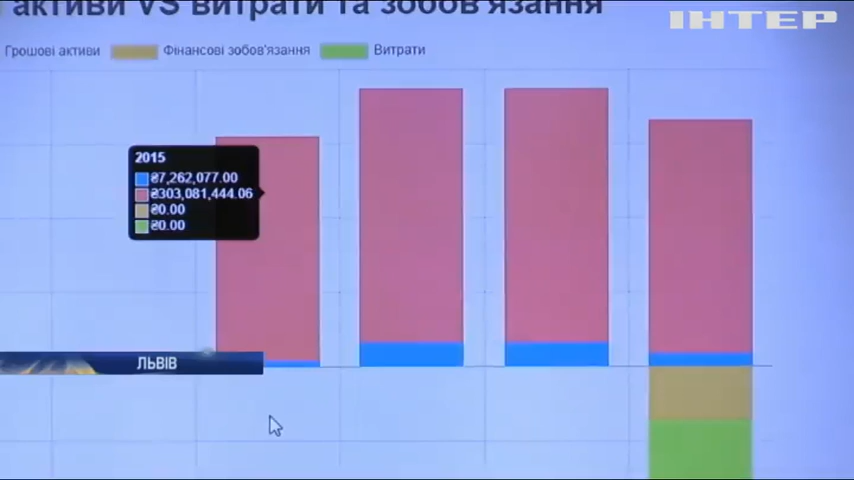 активи VS витрати та зобов'язання
ІНТЕР
Грошові активи Фінансові зобов'язання Витрати
2015
₴7,262,077.00
₴303,081,444.06
₴0.00
₴0.00
ЛЬВІВ